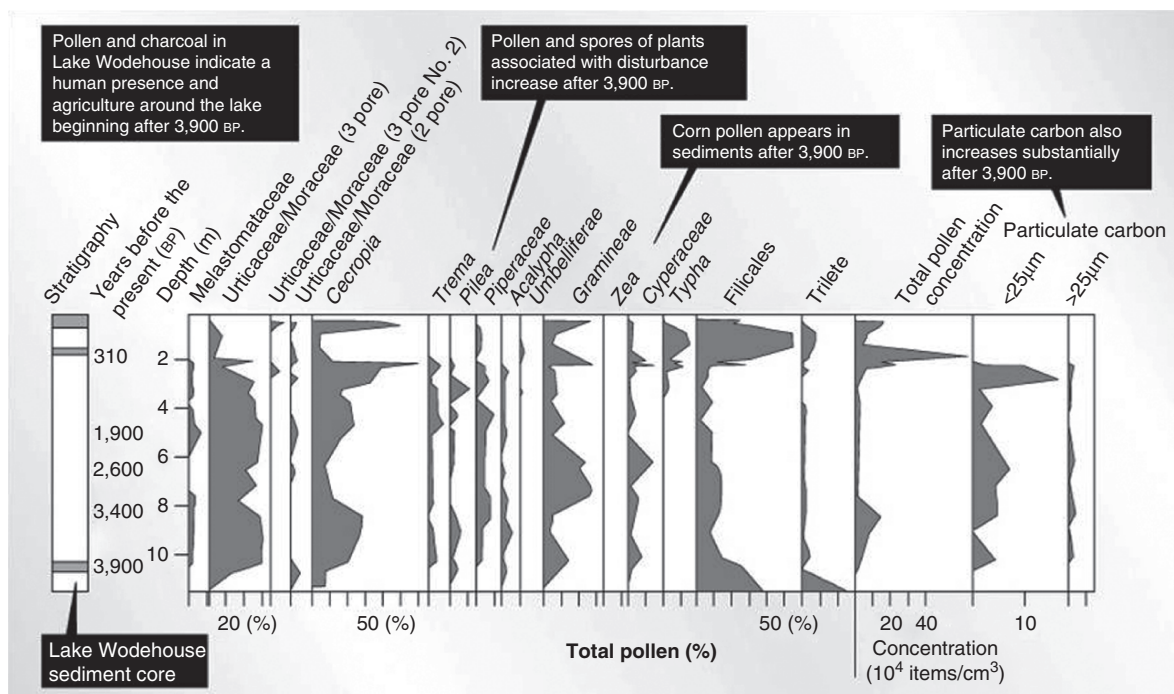 Pollen and charcoal in
Lake Wodehouse indicate a
human presence and
agriculture around the lake
beginning after 3,900 BP.
Pollen and spores of plants
associated with disturbance
increase after 3,900 BP.
Corn pollen appears in
sediments after 3,900 BP.
Particulate carbon also
increases substantially
after 3,900 BP.
Stratigraphy
Years before the
present (BP)
Depth (m)
Melastomataceae
Urticaceae/Moraceae (3 pore)
Urticaceae/Moraceae (3 pore No. 2)
Urticaceae/Moraceae (2 pore)
Cecropia
Trema
Pilea
Piperaceae
Acalypha
Umbelliferae
Gramineae
Zea
Cyperaceae
Typha
Filicales
Trilete
Total pollen
concentration
Particulate carbon
<25µm
>25µm
310
1,900
2,600
3,400
3,900
2
4
6
8
10
20 (%)
50 (%)
50 (%)
20 40
10
Total pollen (%)
Concentration
(10⁴ items/cm³)
Lake Wodehouse
sediment core